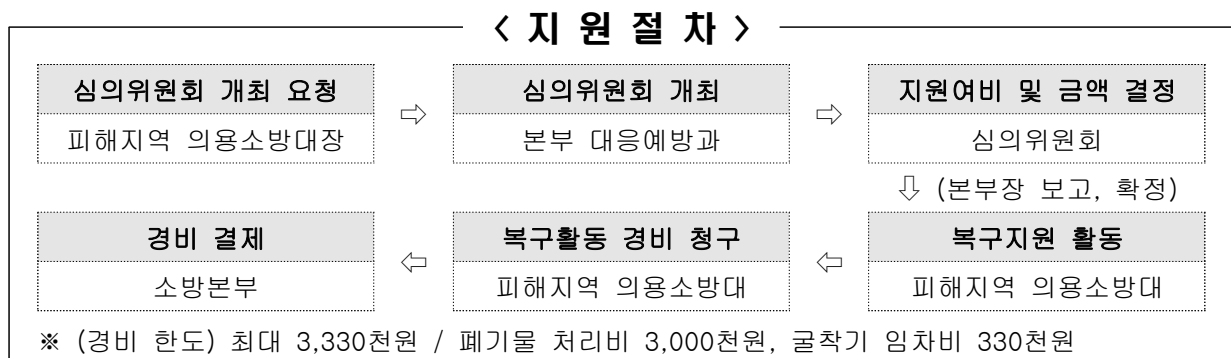 < 지 원 절 차 >
심의위원회 개최 요청 ⇨ 심의위원회 개최 ⇨ 지원여비 및 금액 결정
피해지역 의용소방대장 본부 대응예방과 심의위원회
⇩ (본부장 보고, 확정)
경비 결제 ⇦ 복구활동 경비 청구 ⇦ 복구지원 활동
소방본부 피해지역 의용소방대 피해지역 의용소방대
※ (경비 한도) 최대 3,330천원 / 폐기물 처리비 3,000천원, 굴착기 임차비 330천원